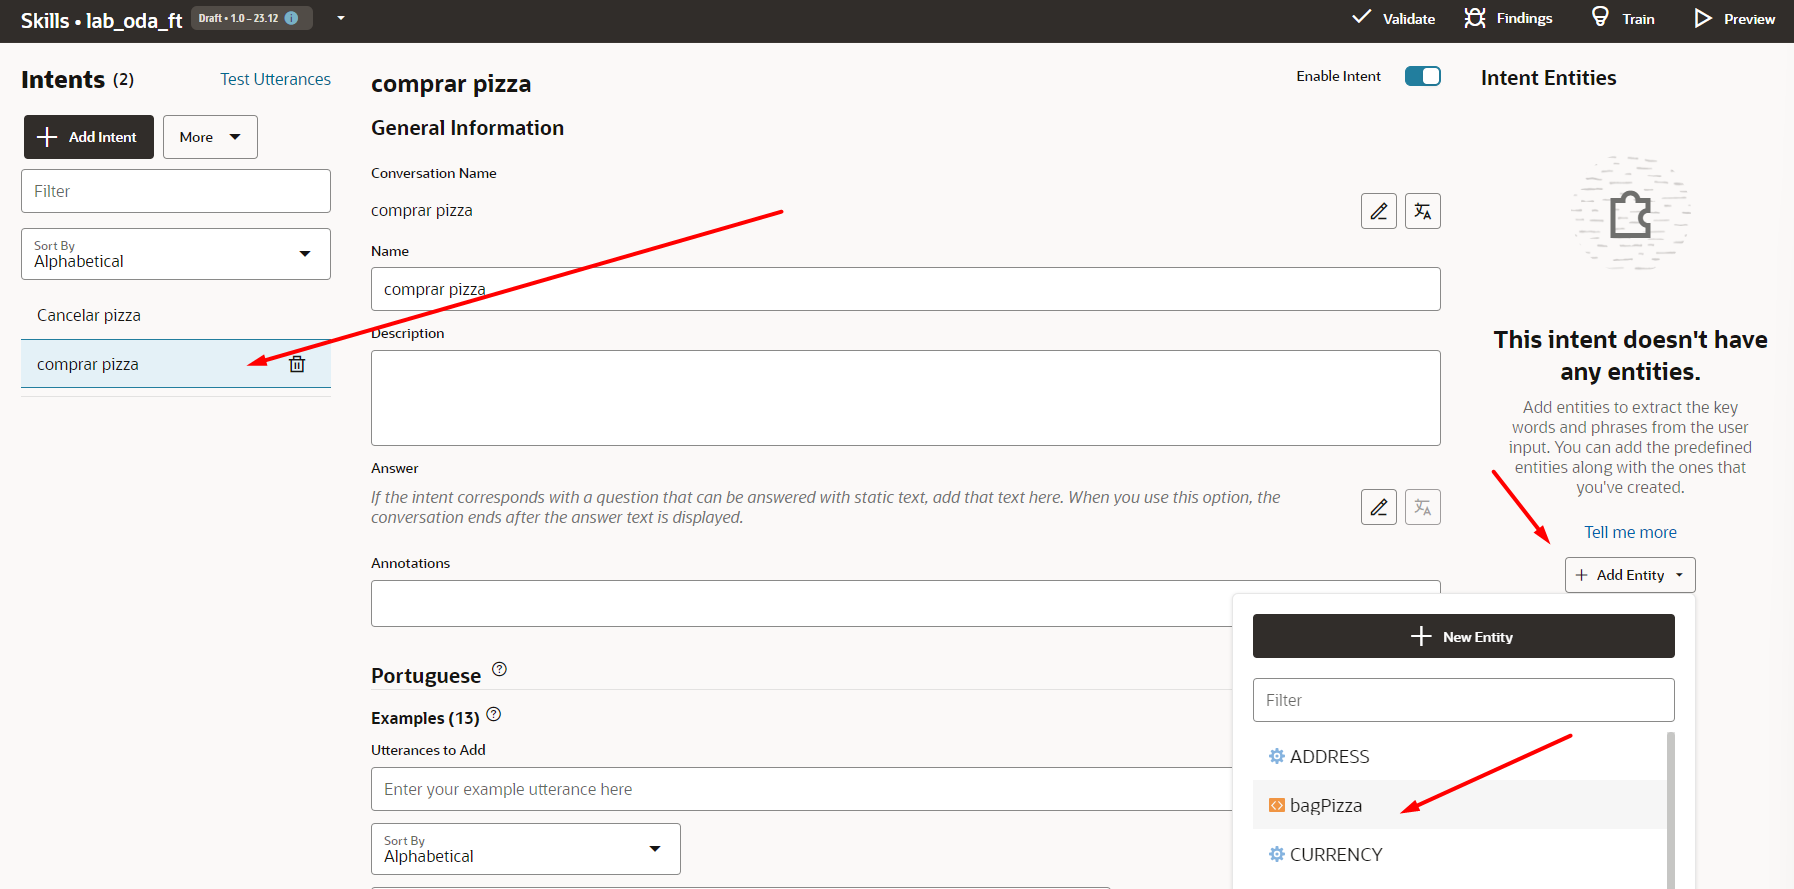 Skills • lab_oda_ft
Draft • 1.0 – 23.12
Validate
Findings
Train
Preview
Intents (2)
Test Utterances
Add Intent
More
Filter
Sort By
Alphabetical
Cancelar pizza
comprar pizza
comprar pizza
Enable Intent
General Information
Conversation Name
comprar pizza
Name
comprar pizza
Description
Answer
If the intent corresponds with a question that can be answered with static text, add that text here. When you use this option, the
conversation ends after the answer text is displayed.
Annotations
Portuguese
Examples (13)
Utterances to Add
Enter your example utterance here
Sort By
Alphabetical
Intent Entities
This intent doesn't have
any entities.
Add entities to extract the key
words and phrases from the user
input. You can add the predefined
entities along with the ones that
you've created.
Tell me more
Add Entity
New Entity
Filter
ADDRESS
bagPizza
CURRENCY